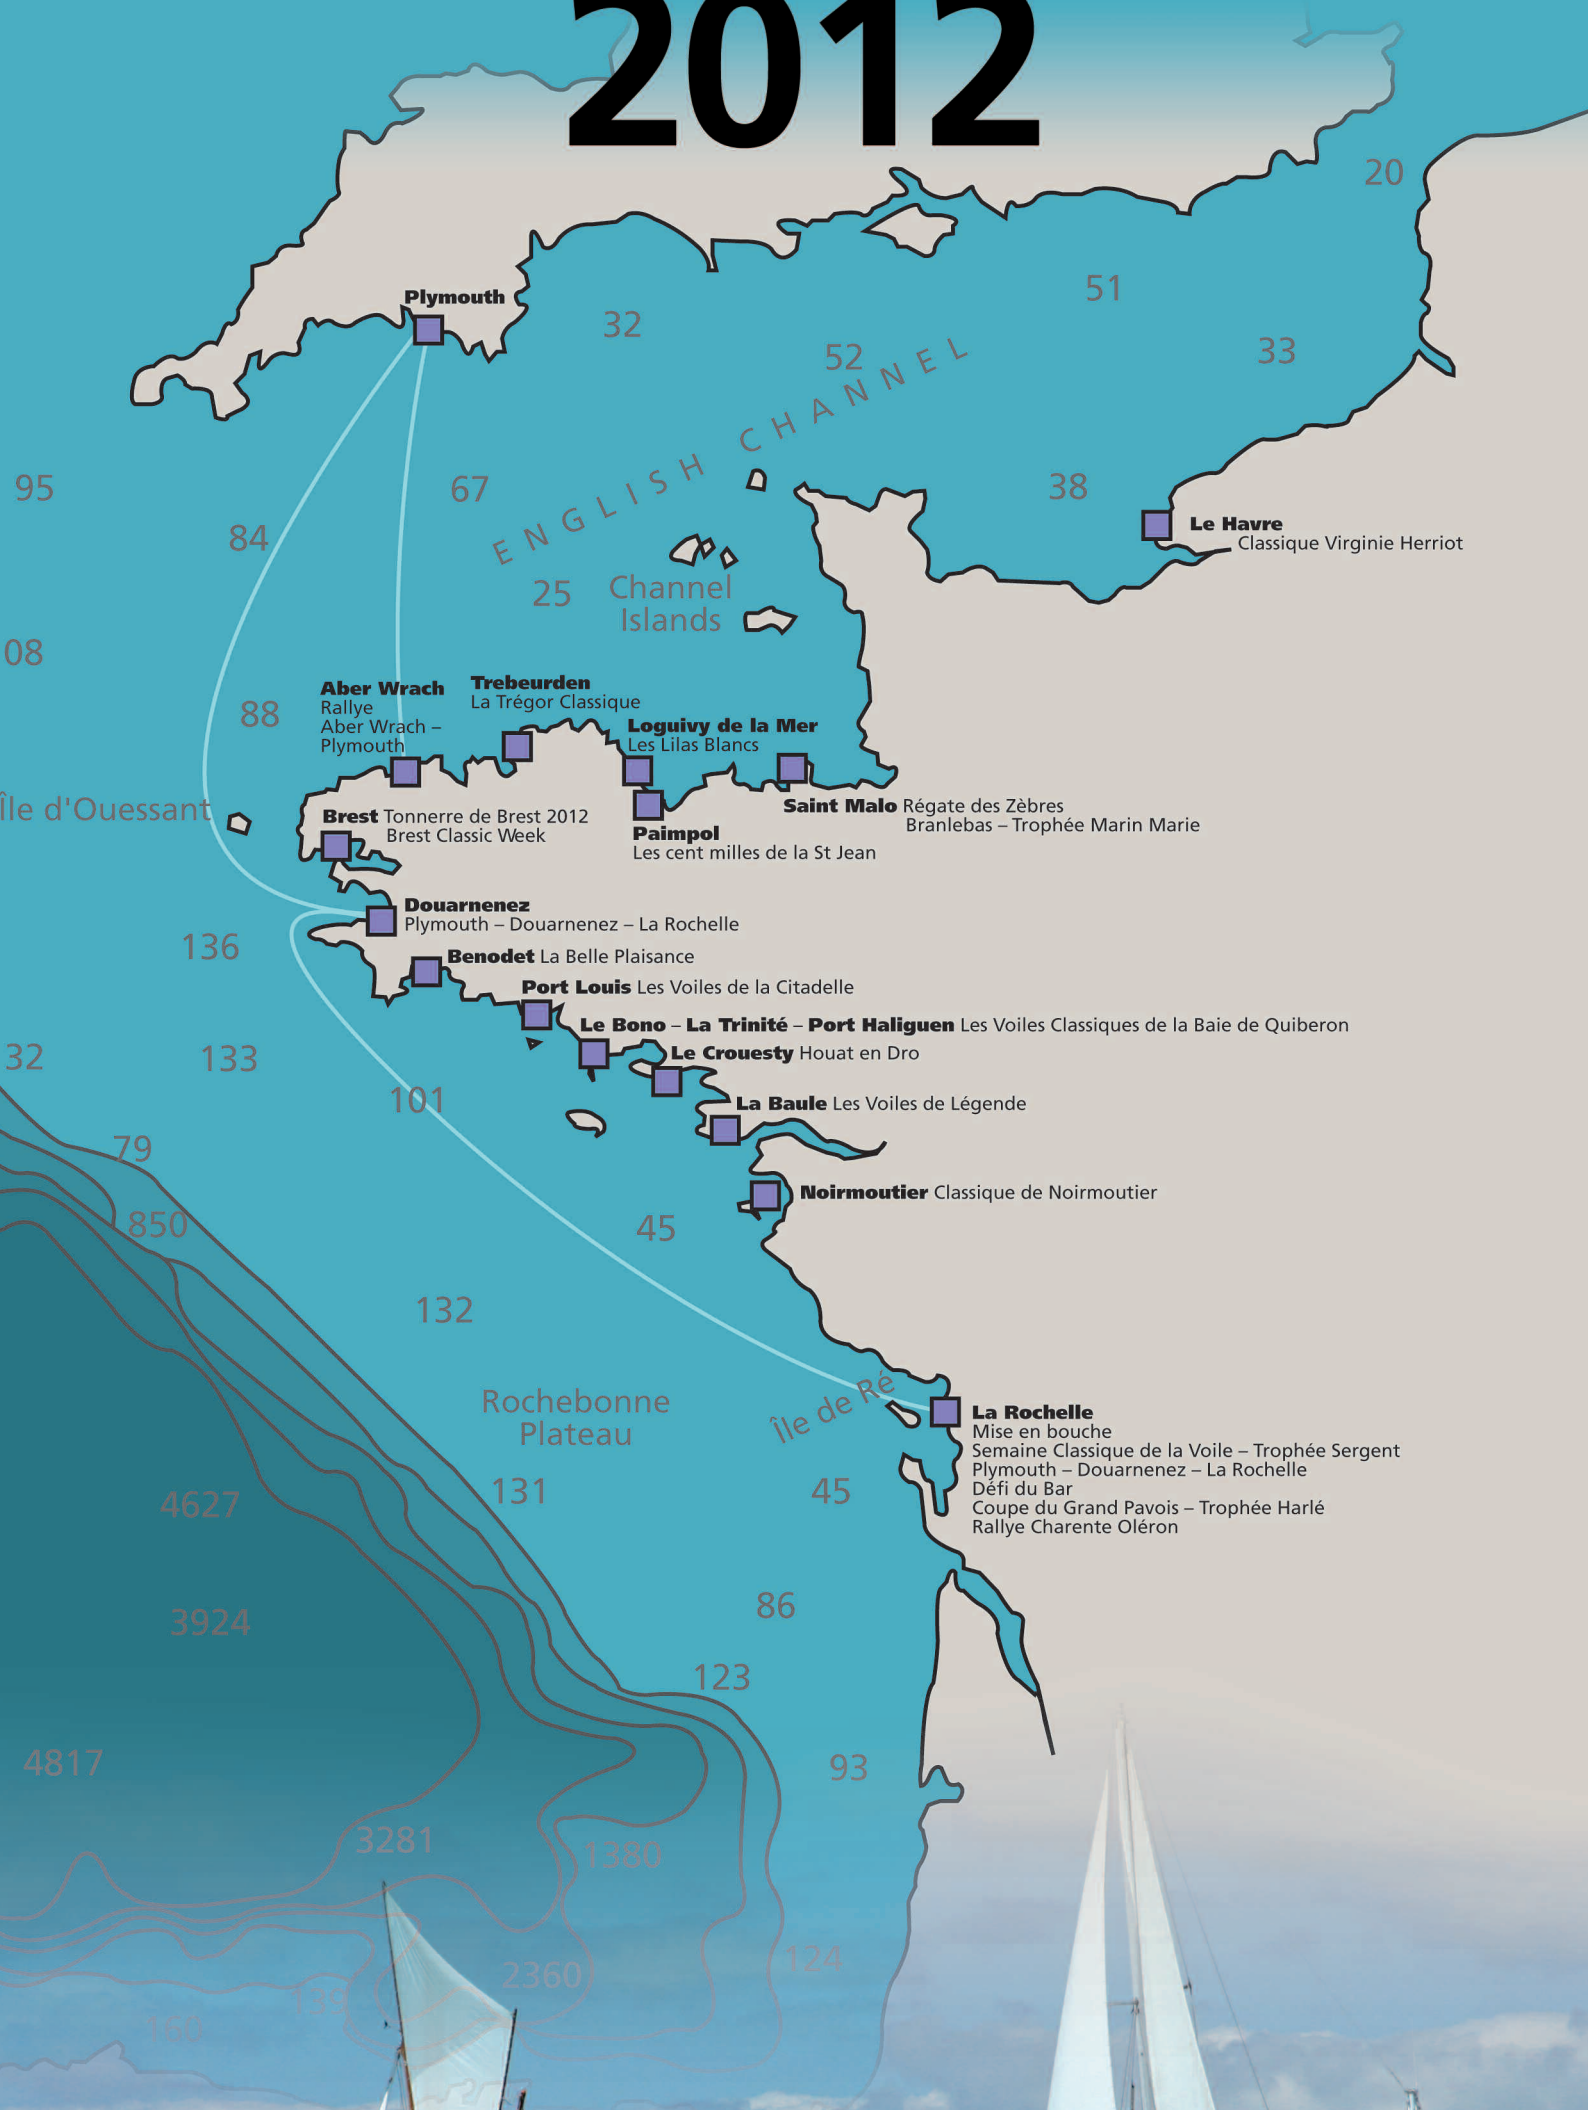 2012
20
51
Plymouth
32
52
33
ENGLISH CHANNEL
95
67
38
84
Le Havre
Classique Virginie Herriot
25
Channel
Islands
08
88
Aber Wrach
Rallye
Aber Wrach –
Plymouth
Trebeurden
La Trégor Classique
Loguivy de la Mer
Les Lilas Blancs
Île d'Ouessant
Brest Tonnerre de Brest 2012
Brest Classic Week
Saint Malo Régate des Zèbres
Branlebas – Trophée Marin Marie
Paimpol
Les cent milles de la St Jean
Douarnenez
Plymouth – Douarnenez – La Rochelle
136
Benodet La Belle Plaisance
Port Louis Les Voiles de la Citadelle
Le Bono – La Trinité – Port Haliguen Les Voiles Classiques de la Baie de Quiberon
32
133
Le Crouesty Houat en Dro
101
La Baule Les Voiles de Légende
79
Noirmoutier Classique de Noirmoutier
850
45
132
Rochebonne
Plateau
Île de Ré
La Rochelle
Mise en bouche
Semaine Classique de la Voile – Trophée Sergent
Plymouth – Douarnenez – La Rochelle
Défi du Bar
Coupe du Grand Pavois – Trophée Harlé
Rallye Charente Oléron
4627
131
45
3924
86
123
4817
93
3281
1380
124
2360
160